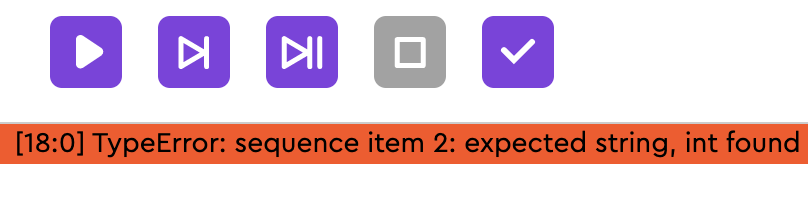 [18:0] TypeError: sequence item 2: expected string, int found